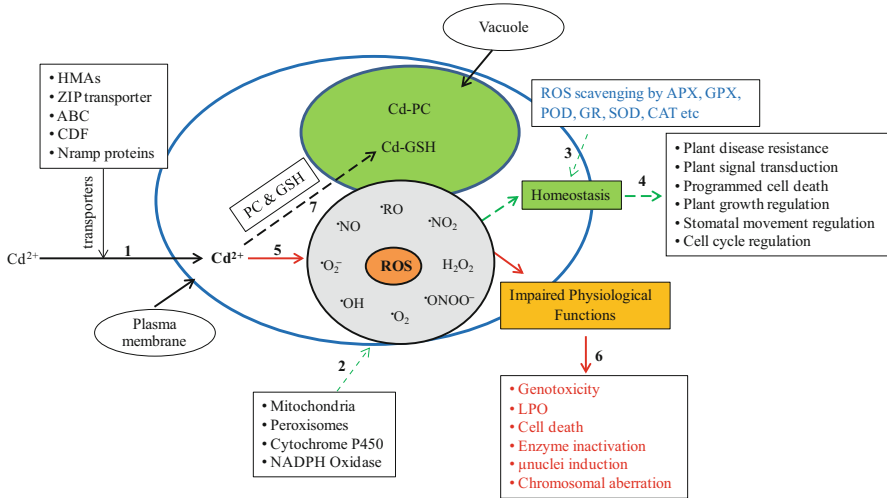 Vacuole
• HMAs
• ZIP transporter
• ABC
• CDF
• Nramp proteins
transporters
Cd²⁺
1
Cd²⁺
5
Plasma
membrane
PC & GSH
7
Cd-PC
Cd-GSH
•RO
•NO
•NO₂
•O₂⁻
ROS
H₂O₂
•OH
•ONOO⁻
•O₂
2
• Mitochondria
• Peroxisomes
• Cytochrome P450
• NADPH Oxidase
ROS scavenging by APX, GPX,
POD, GR, SOD, CAT etc
3
Homeostasis
4
• Plant disease resistance
• Plant signal transduction
• Programmed cell death
• Plant growth regulation
• Stomatal movement regulation
• Cell cycle regulation
Impaired Physiological
Functions
6
• Genotoxicity
• LPO
• Cell death
• Enzyme inactivation
• µnuclei induction
• Chromosomal aberration